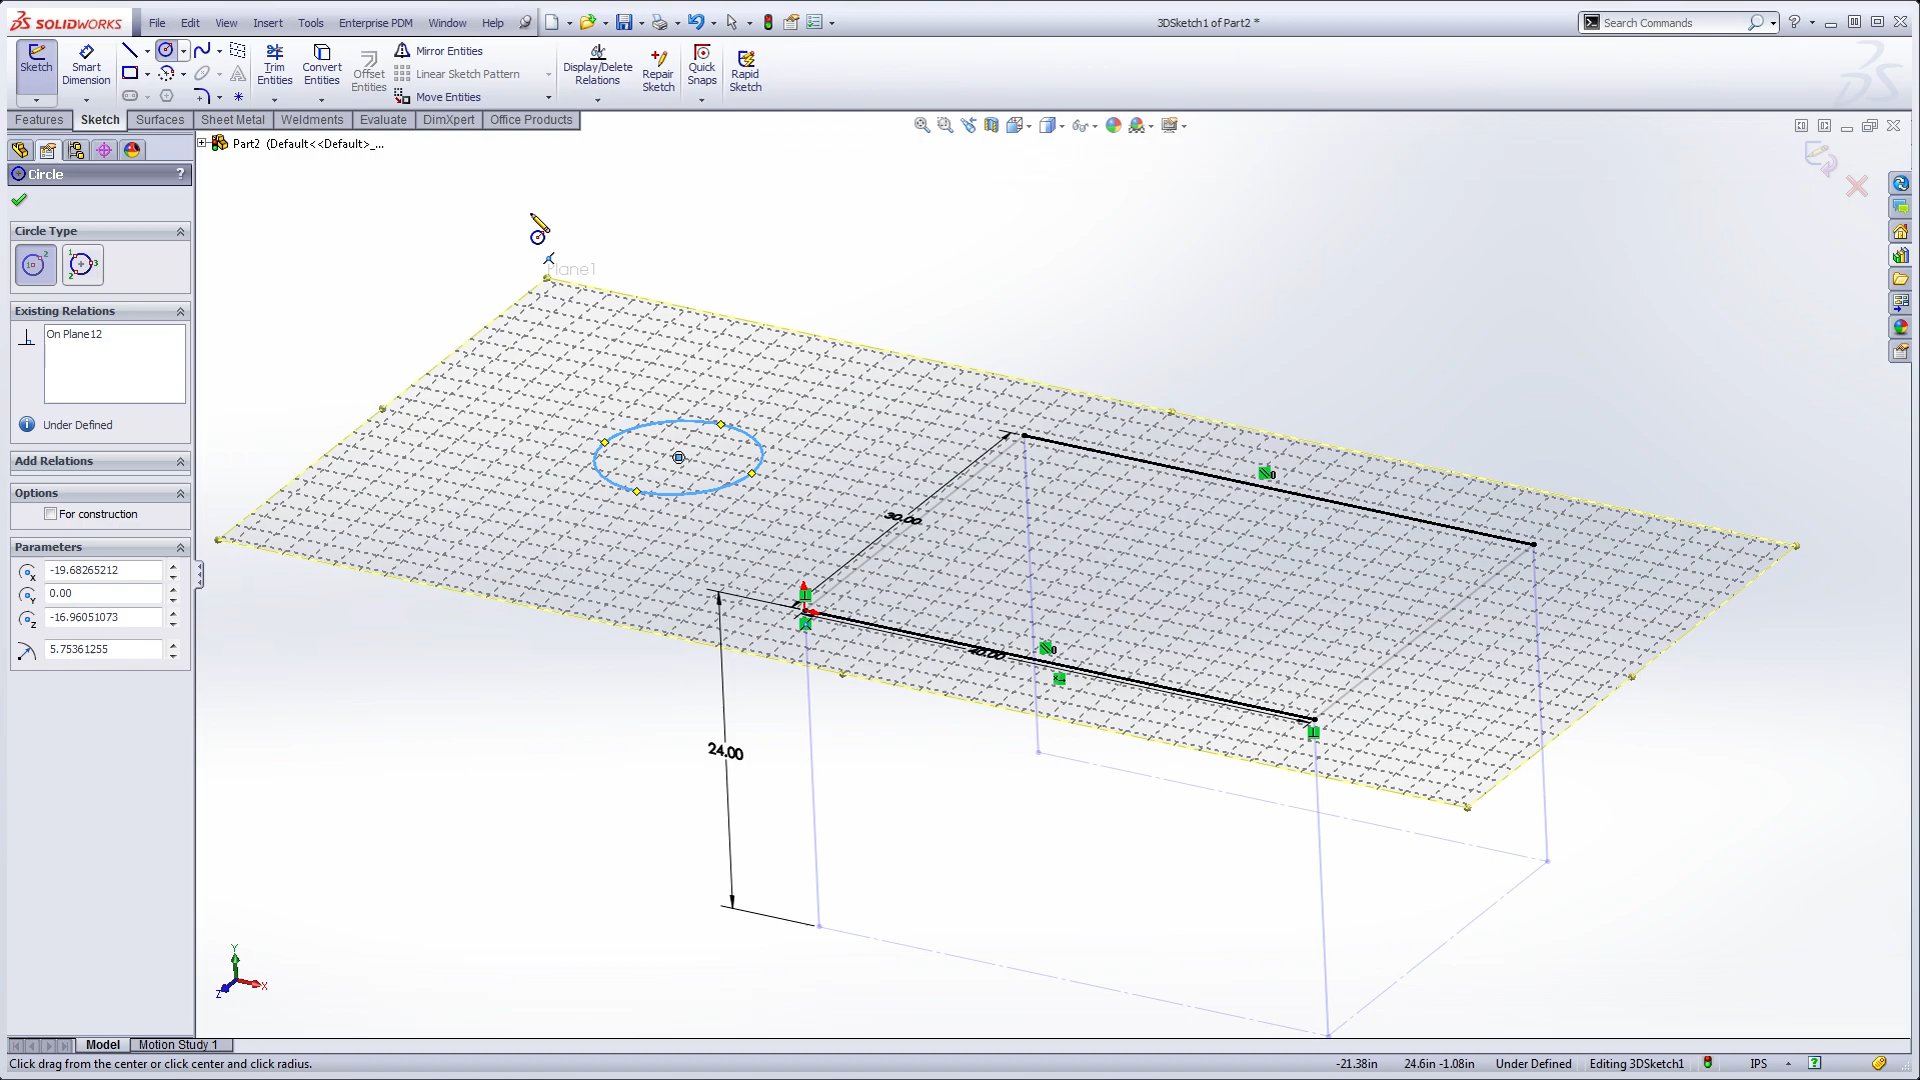 SOLIDWORKS File Edit View Insert Tools Enterprise PDM Window Help 3DSketch1 of Part2 * Search Commands
Sketch Smart Dimension Trim Entities Convert Entities Offset Entities Mirror Entities Linear Sketch Pattern Move Entities Display/Delete Relations Repair Sketch Quick Snaps Rapid Sketch
Features Sketch Surfaces Sheet Metal Weldments Evaluate DimXpert Office Products
Part2 (Default<<Default>_...
Circle ?
Circle Type
Existing Relations
On Plane12
Under Defined
Add Relations
Options
For construction
Parameters
-19.68265212
0.00
-16.96051073
5.75361255
Plane1
30.00
40.00
24.00
Y
X
Z
Model Motion Study 1
Click drag from the center or click center and click radius. -21.38in 24.6in -1.08in Under Defined Editing 3DSketch1 IPS